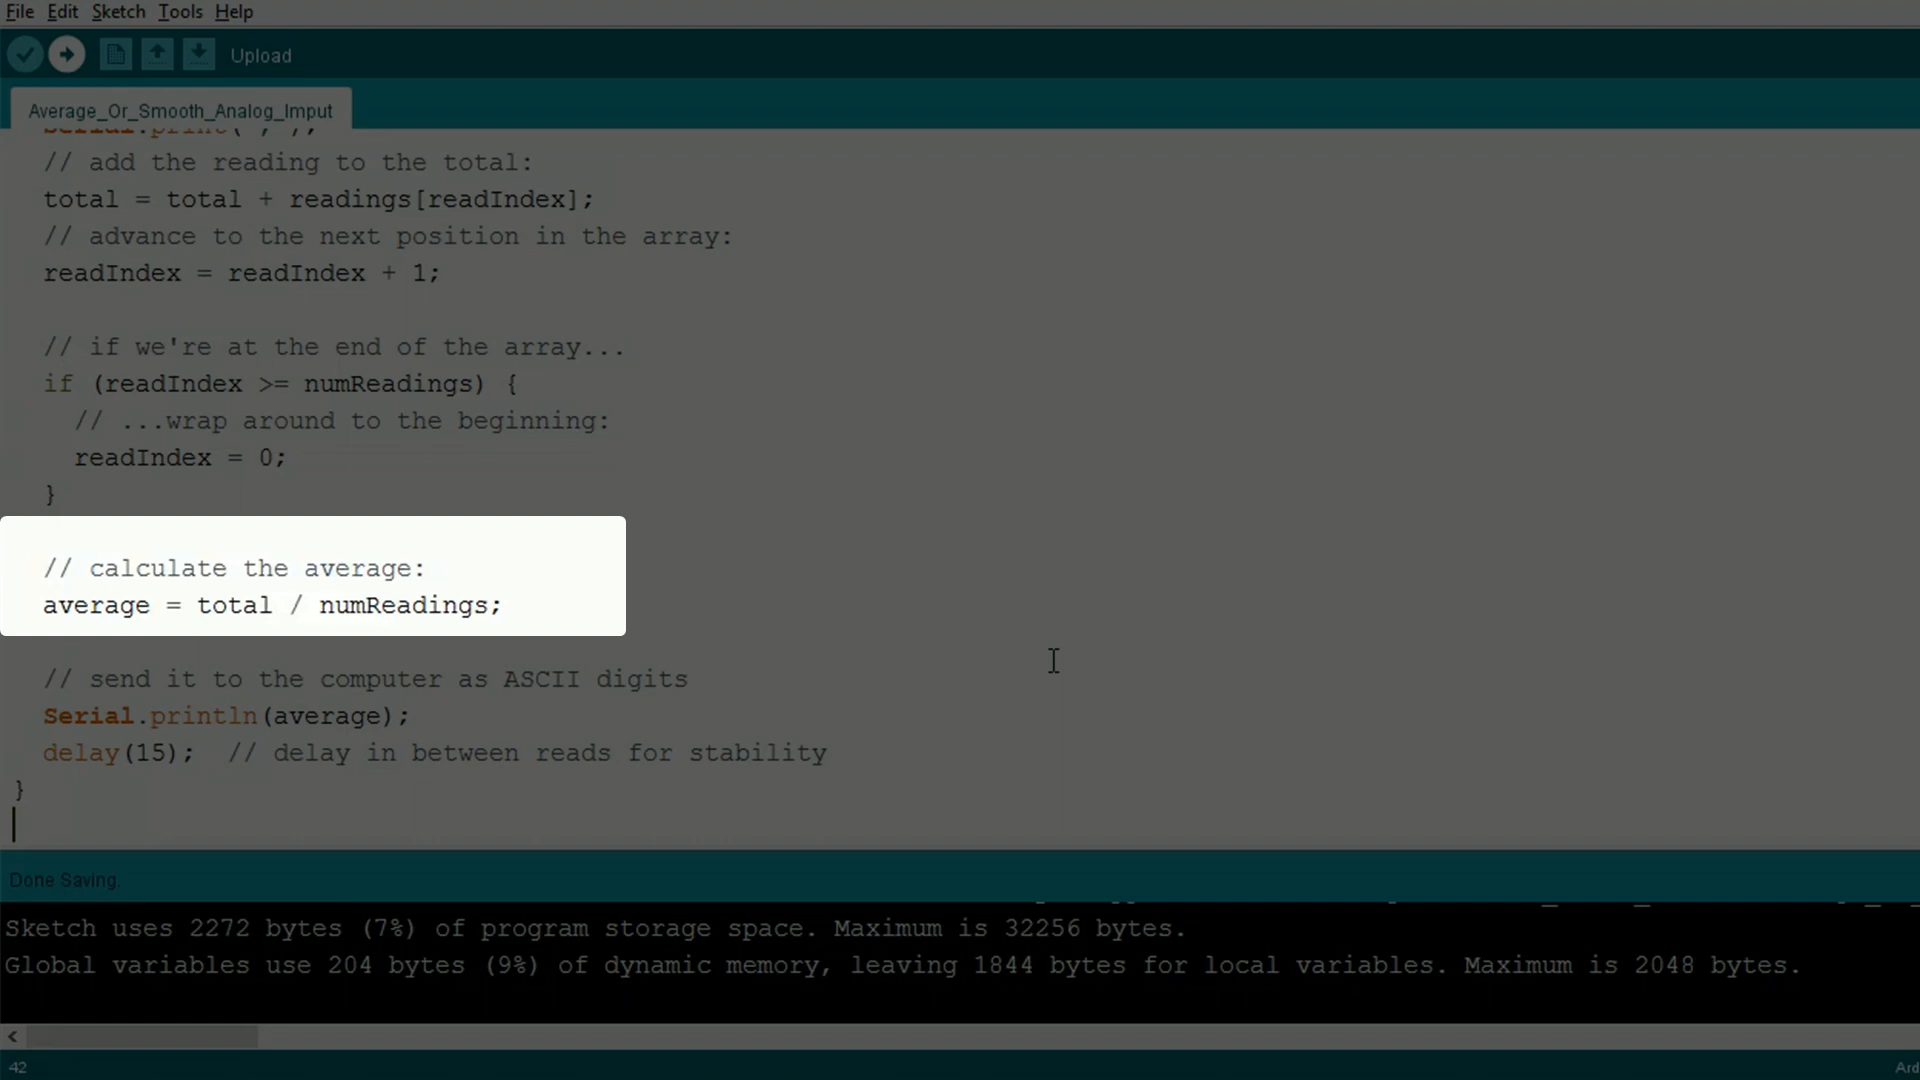 File Edit Sketch Tools Help
Upload
Average_Or_Smooth_Analog_Imput
Serial.print(
// add the reading to the total:
total = total + readings[readIndex];
// advance to the next position in the array:
readIndex = readIndex + 1;
// if we're at the end of the array...
if (readIndex >= numReadings) {
// ...wrap around to the beginning:
readIndex = 0;
}
// calculate the average:
average = total / numReadings;
// send it to the computer as ASCII digits
Serial.println(average);
delay(15);  // delay in between reads for stability
}
Done Saving.
Sketch uses 2272 bytes (7%) of program storage space. Maximum is 32256 bytes.
Global variables use 204 bytes (9%) of dynamic memory, leaving 1844 bytes for local variables. Maximum is 2048 bytes.
42
Ard